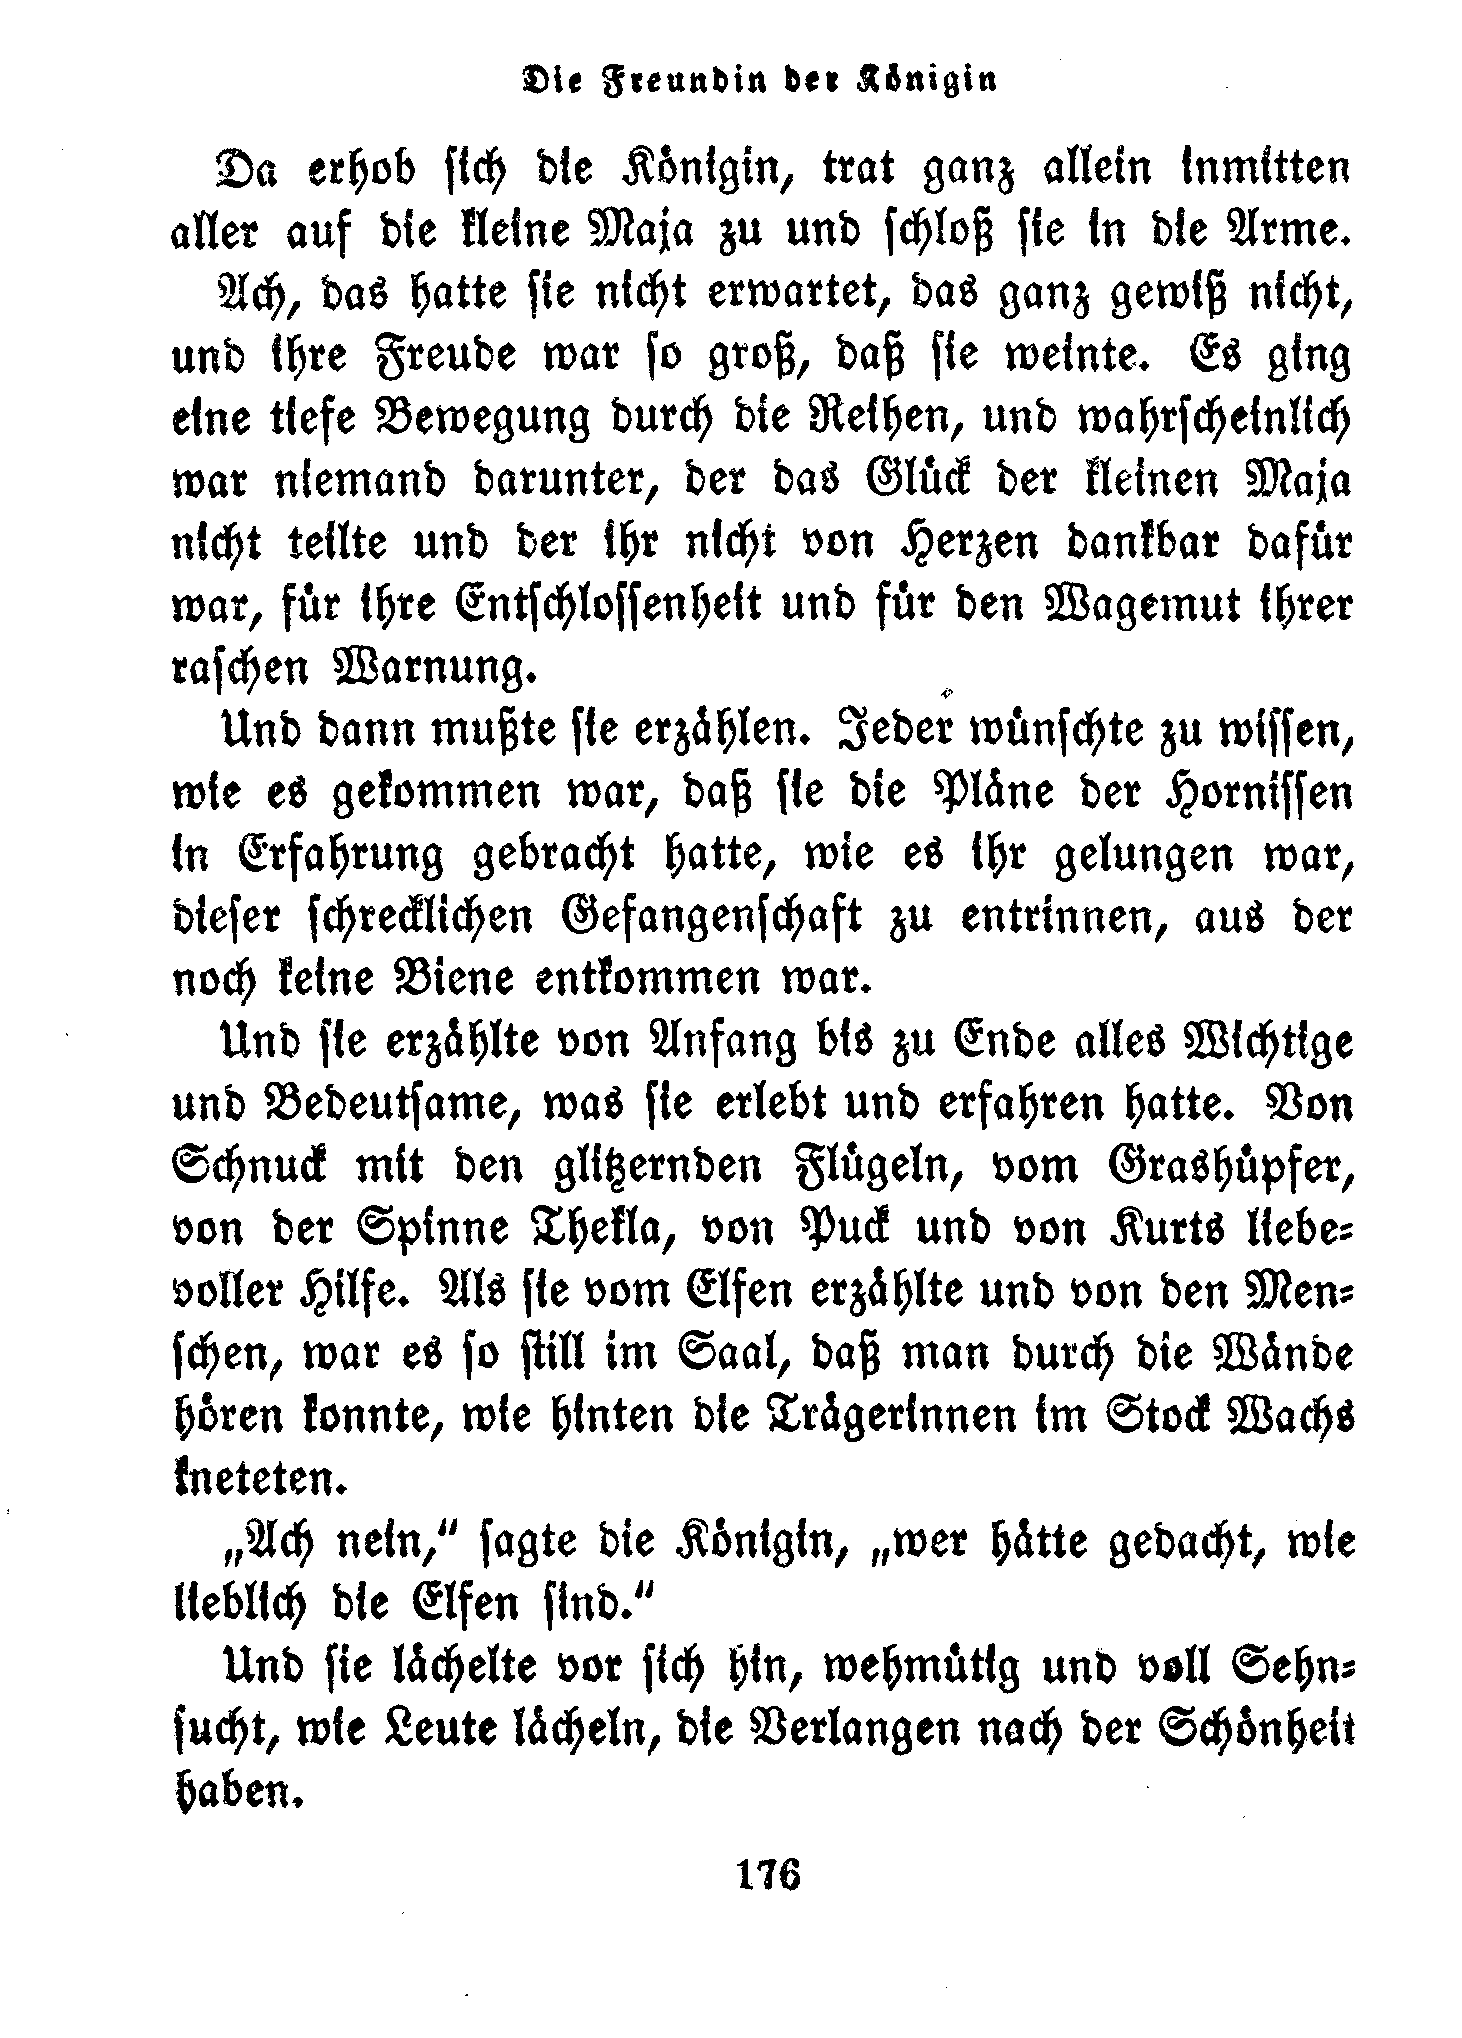 Die Freundin der Königin
Da erhob sich die Königin, trat ganz allein inmitten
aller auf die kleine Maja zu und schloß sie in die Arme.
Ach, das hatte sie nicht erwartet, das ganz gewiß nicht,
und ihre Freude war so groß, daß sie weinte. Es ging
eine tiefe Bewegung durch die Reihen, und wahrscheinlich
war niemand darunter, der das Glück der kleinen Maja
nicht teilte und der ihr nicht von Herzen dankbar dafür
war, für ihre Entschlossenheit und für den Wagemut ihrer
raschen Warnung.
Und dann mußte sie erzählen. Jeder wünschte zu wissen,
wie es gekommen war, daß sie die Pläne der Hornissen
in Erfahrung gebracht hatte, wie es ihr gelungen war,
dieser schrecklichen Gefangenschaft zu entrinnen, aus der
noch keine Biene entkommen war.
Und sie erzählte von Anfang bis zu Ende alles Wichtige
und Bedeutsame, was sie erlebt und erfahren hatte. Von
Schnuck mit den glitzernden Flügeln, vom Grashüpfer,
von der Spinne Thekla, von Puck und von Kurts liebe-
voller Hilfe. Als sie vom Elfen erzählte und von den Men-
schen, war es so still im Saal, daß man durch die Wände
hören konnte, wie hinten die Trägerinnen im Stock Wachs
kneteten.
„Ach nein,“ sagte die Königin, „wer hätte gedacht, wie
lieblich die Elfen sind.“
Und sie lächelte vor sich hin, wehmütig und voll Sehn-
sucht, wie Leute lächeln, die Verlangen nach der Schönheit
haben.
176